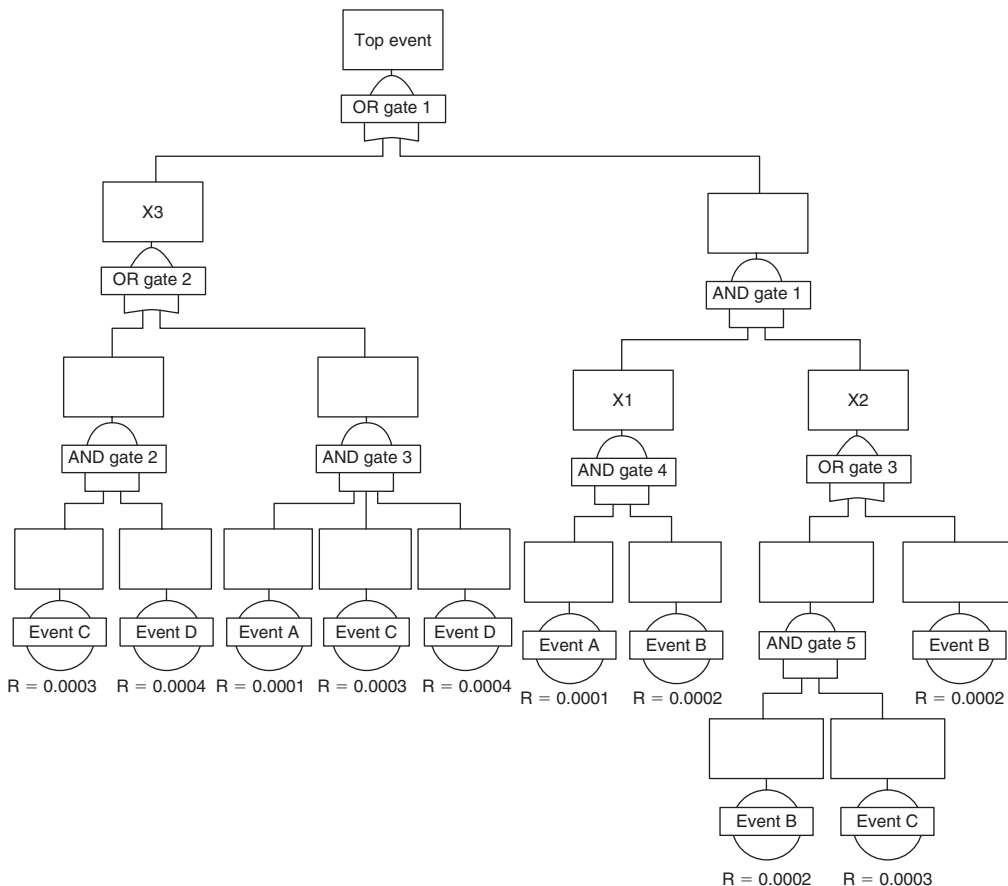 Top event
OR gate 1
X3
OR gate 2
AND gate 1
X1
X2
AND gate 2
AND gate 3
AND gate 4
OR gate 3
Event C
Event D
Event A
Event C
Event D
R = 0.0003
R = 0.0004
R = 0.0001
R = 0.0003
R = 0.0004
Event A
Event B
AND gate 5
Event B
R = 0.0001
R = 0.0002
R = 0.0002
Event B
Event C
R = 0.0002
R = 0.0003